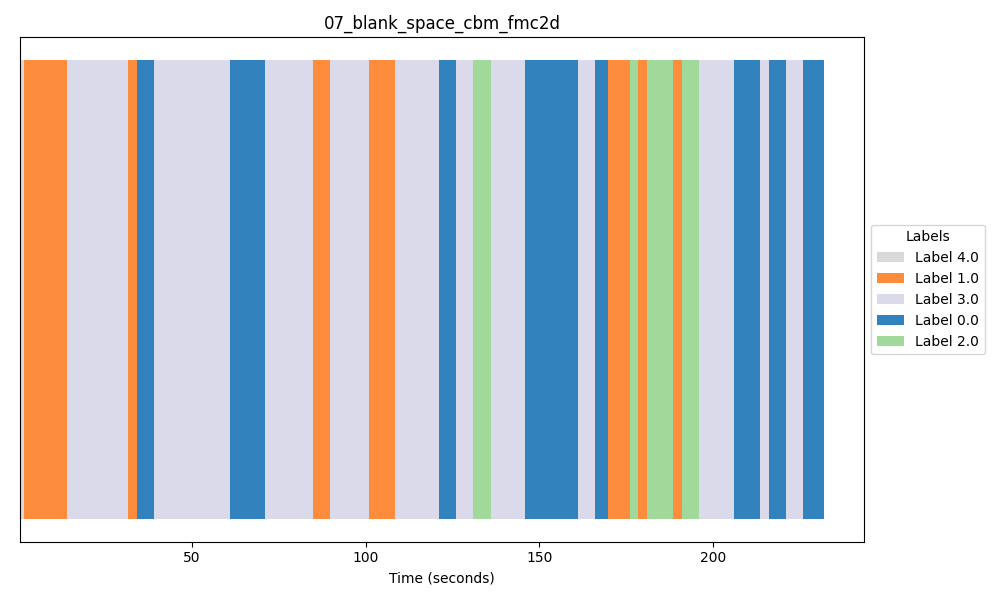 07_blank_space_cbm_fmc2d
Labels
Label 4.0
Label 1.0
Label 3.0
Label 0.0
Label 2.0
50 100 150 200
Time (seconds)